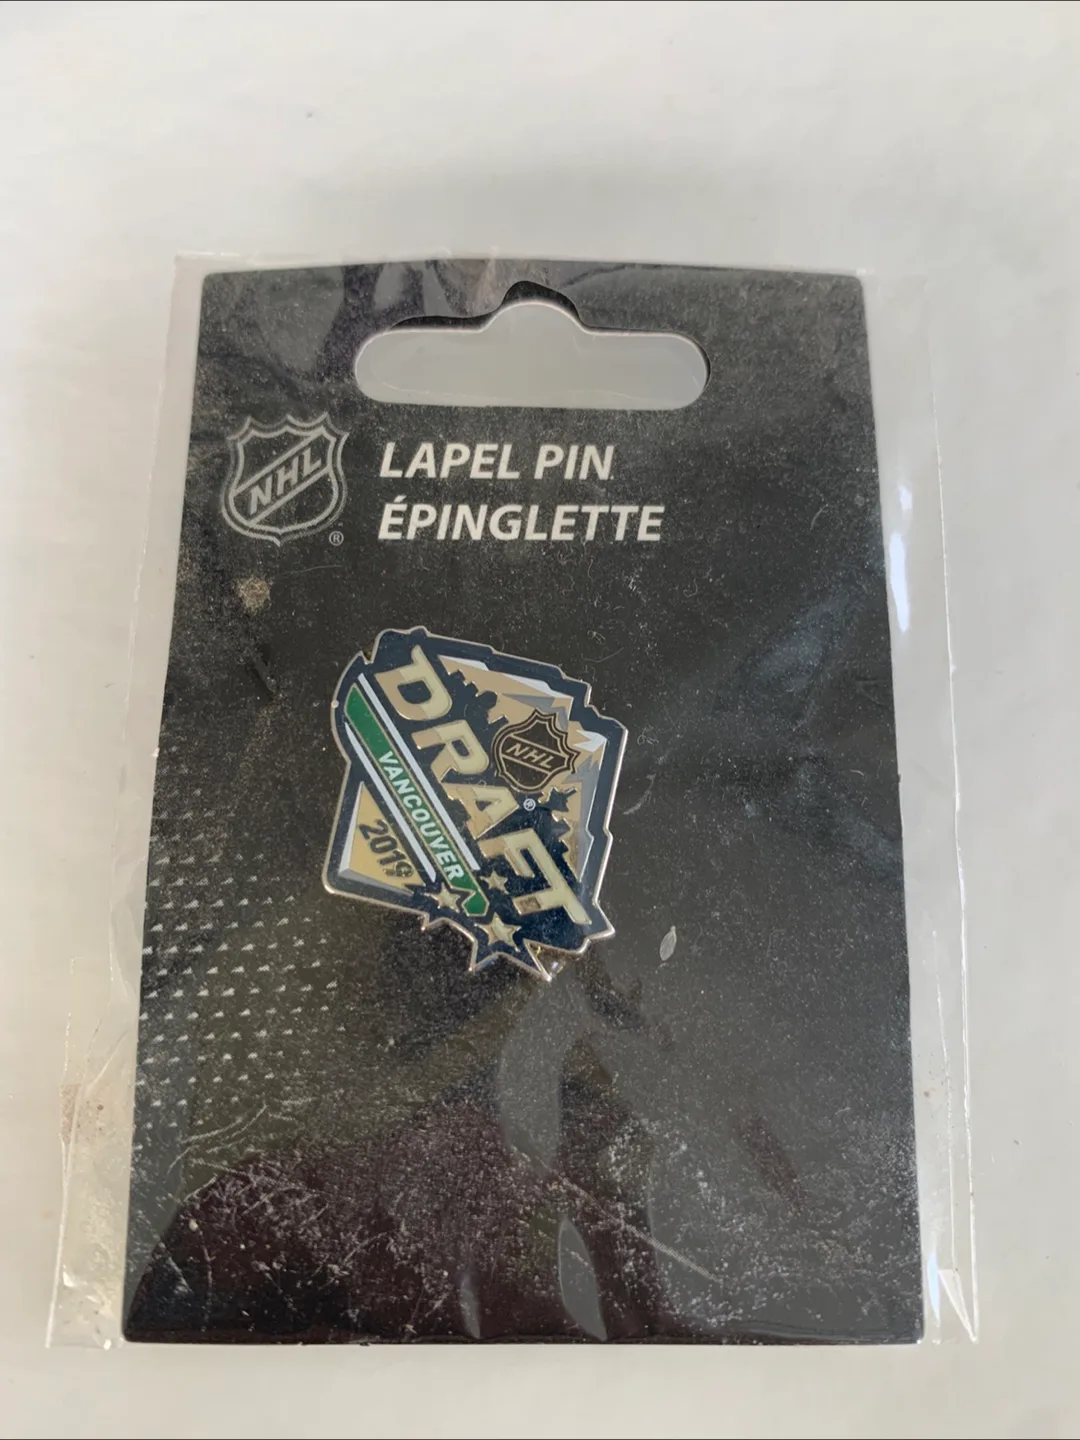 NHL
®
LAPEL PIN
ÉPINGLETTE
DRAFT
NHL
®
VANCOUVER
2019